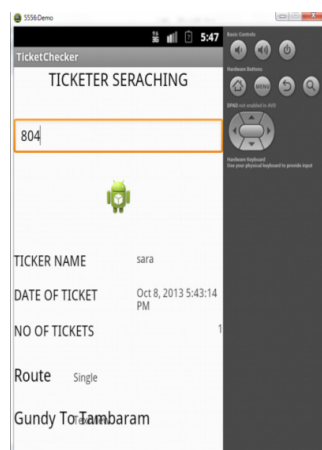 5556:Demo
3G 5:47
TicketChecker
TICKETER SERACHING
804
TICKER NAME sara
DATE OF TICKET Oct 8, 2013 5:43:14
PM
NO OF TICKETS 1
Route Single
Gundy To Tambaram
Basic Controls
Hardware Buttons
MENU
DPAD not enabled in AVD
Hardware Keyboard
Use your physical keyboard to provide input